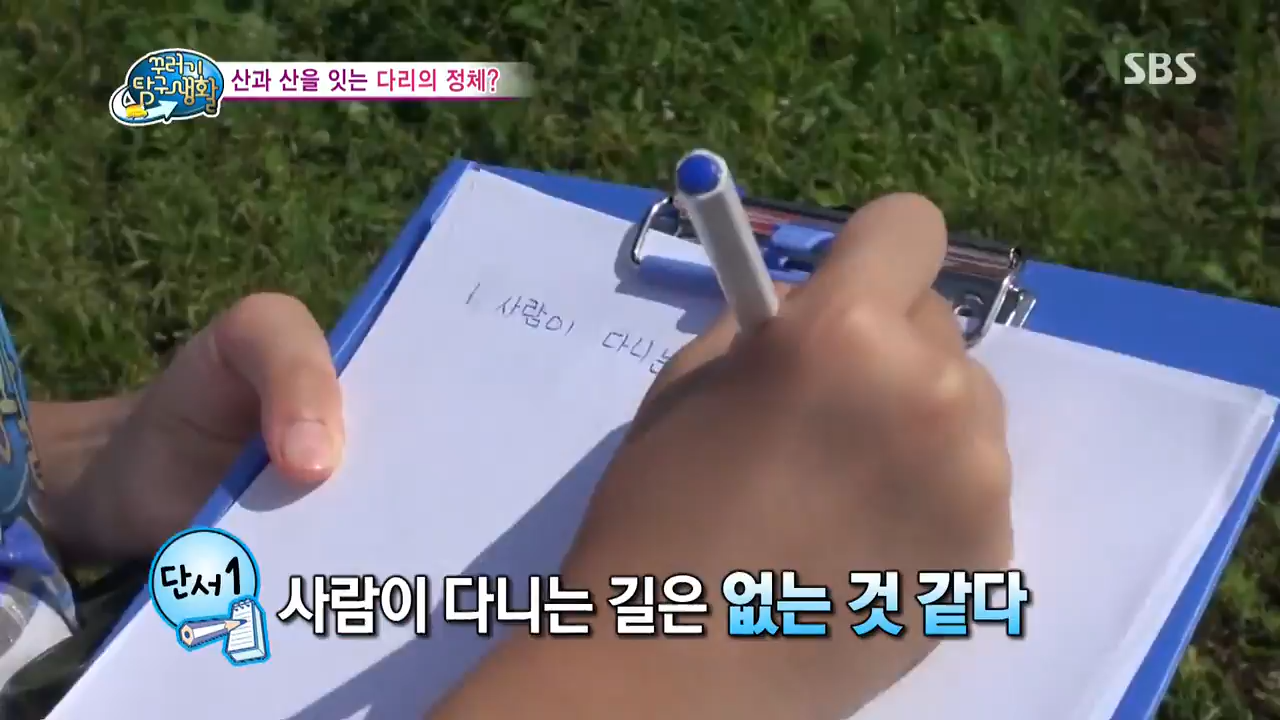 꾸러기
탐구생활
산과 산을 잇는 다리의 정체?
SBS
1 사람이 다니는
단서1
사람이 다니는 길은 없는 것 같다